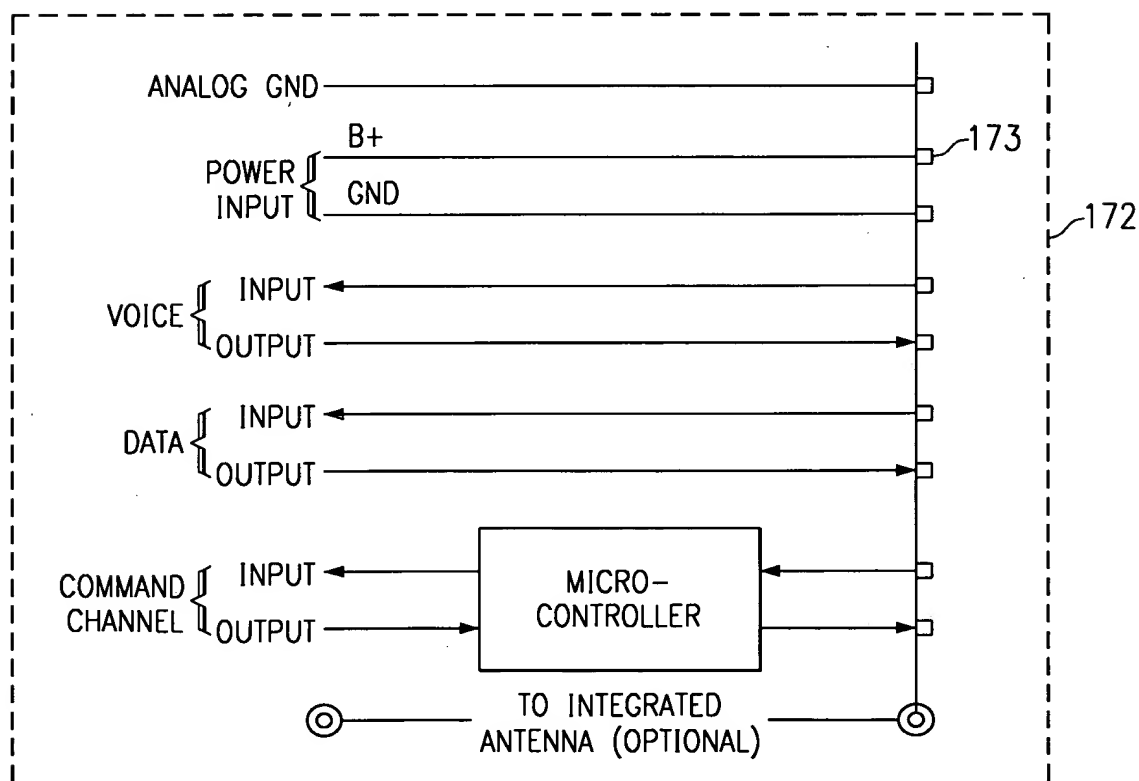 ANALOG GND
B+
173
POWER
INPUT
GND
172
VOICE
INPUT
OUTPUT
DATA
INPUT
OUTPUT
COMMAND
CHANNEL
INPUT
OUTPUT
MICRO-
CONTROLLER
TO INTEGRATED
ANTENNA (OPTIONAL)